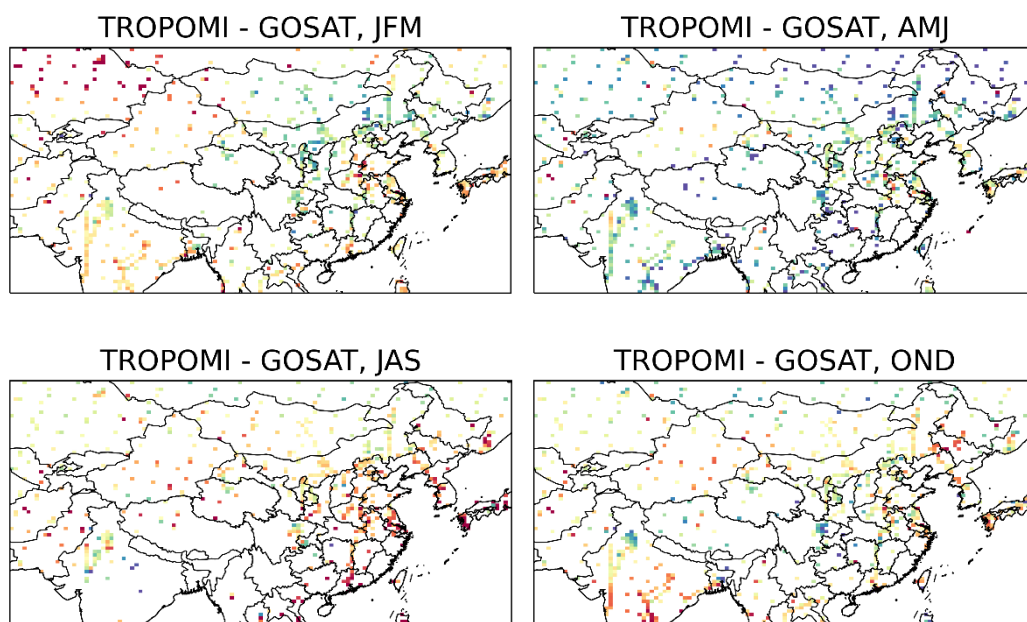 TROPOMI - GOSAT, JFM
TROPOMI - GOSAT, AMJ
TROPOMI - GOSAT, JAS
TROPOMI - GOSAT, OND